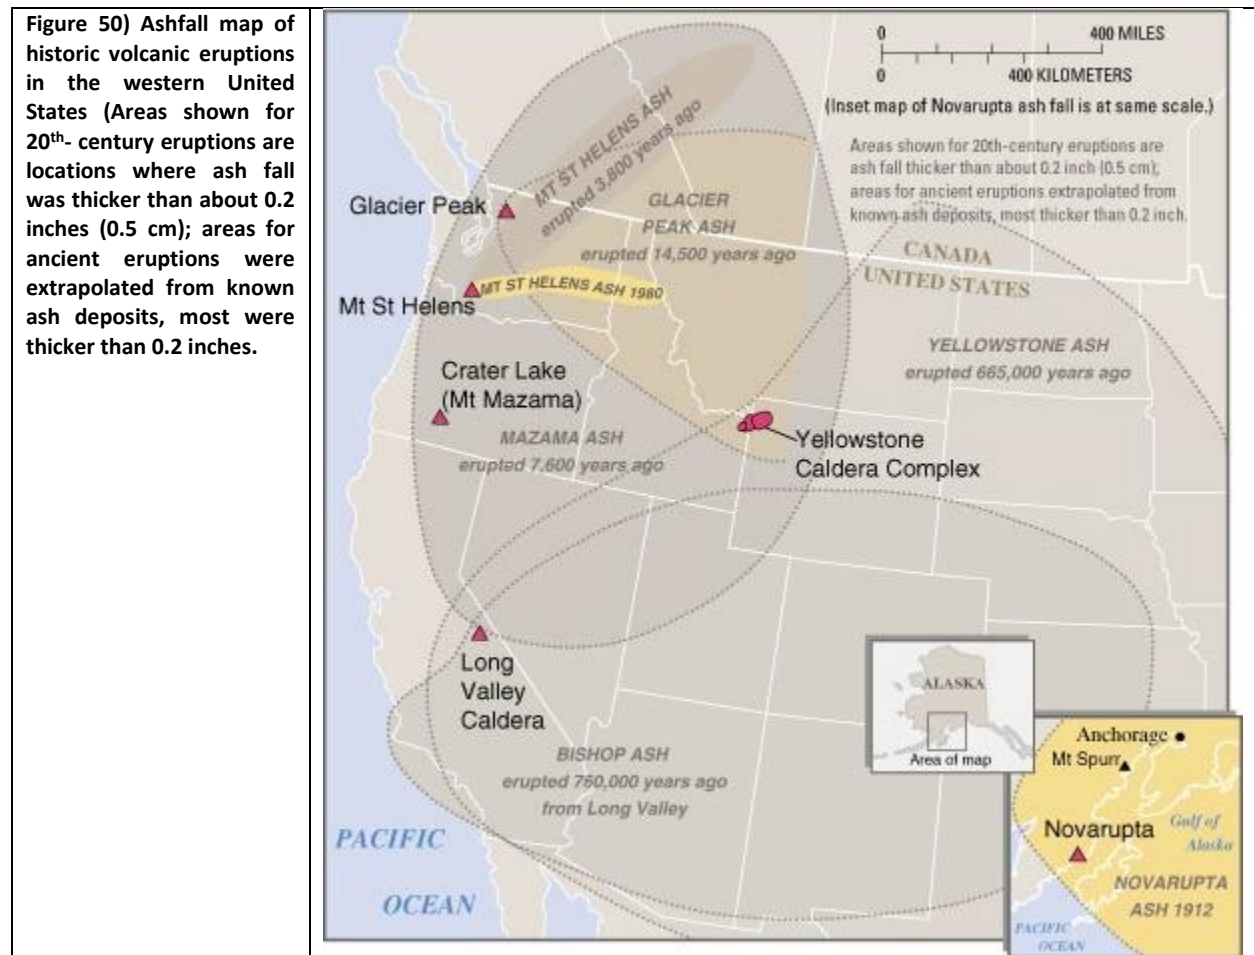 Figure 50) Ashfall map of
historic volcanic eruptions
in the western United
States (Areas shown for
20th- century eruptions are
locations where ash fall
was thicker than about 0.2
inches (0.5 cm); areas for
ancient eruptions were
extrapolated from known
ash deposits, most were
thicker than 0.2 inches.
0 400 MILES
0 400 KILOMETERS
(Inset map of Novarupta ash fall is at same scale.)
Areas shown for 20th-century eruptions are
ash fall thicker than about 0.2 inch (0.5 cm);
areas for ancient eruptions extrapolated from
known ash deposits, most thicker than 0.2 inch.
MT ST HELENS ASH
erupted 3,800 years ago
Glacier Peak
GLACIER
PEAK ASH
erupted 14,500 years ago
CANADA
UNITED STATES
MT ST HELENS ASH 1980
Mt St Helens
YELLOWSTONE ASH
erupted 665,000 years ago
Crater Lake
(Mt Mazama)
MAZAMA ASH
erupted 7,600 years ago
Yellowstone
Caldera Complex
Long
Valley
Caldera
BISHOP ASH
erupted 760,000 years ago
from Long Valley
PACIFIC
OCEAN
ALASKA
Area of map
Anchorage
Mt Spurr
Gulf of
Alaska
Novarupta
NOVARUPTA
ASH 1912
PACIFIC
OCEAN